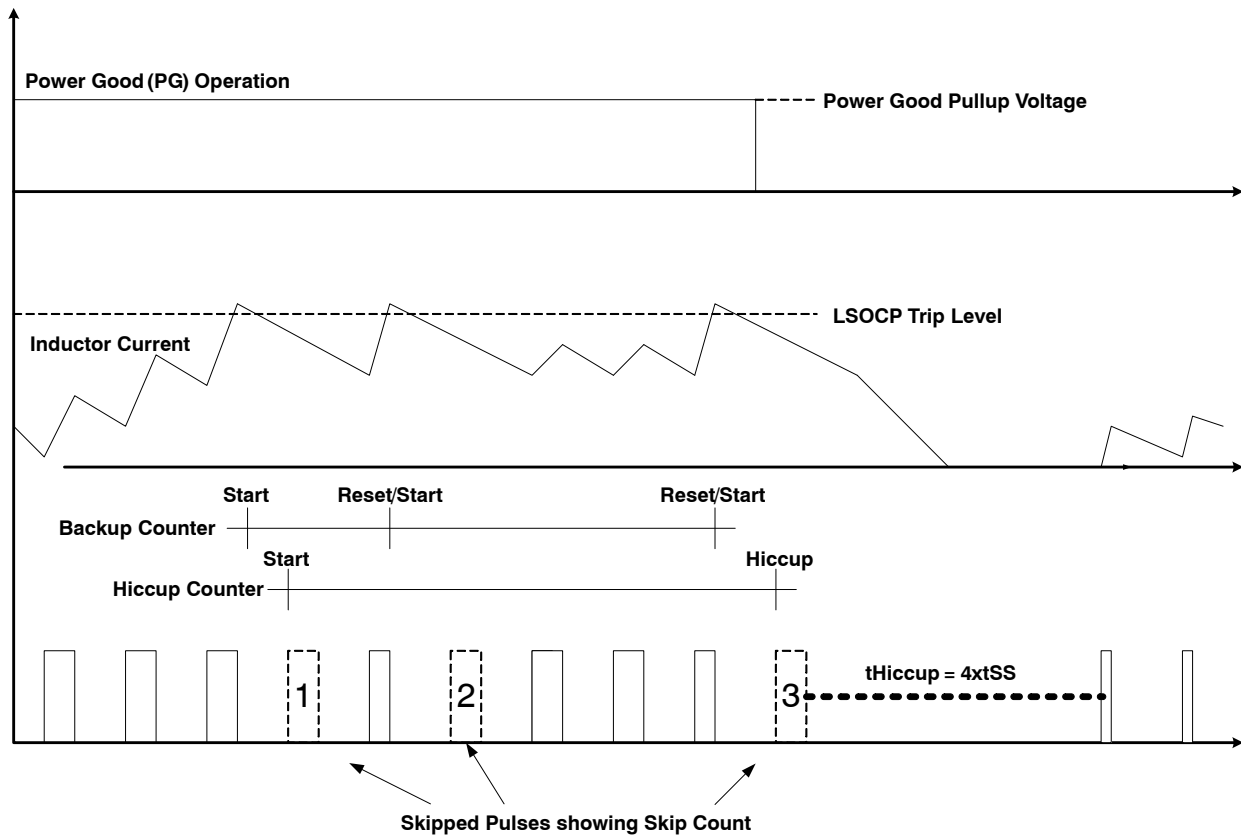 Power Good (PG) Operation
Power Good Pullup Voltage
LSOCP Trip Level
Inductor Current
Start
Reset/Start
Reset/Start
Backup Counter
Start
Hiccup
Hiccup Counter
1
2
3
tHiccup = 4xtSS
Skipped Pulses showing Skip Count